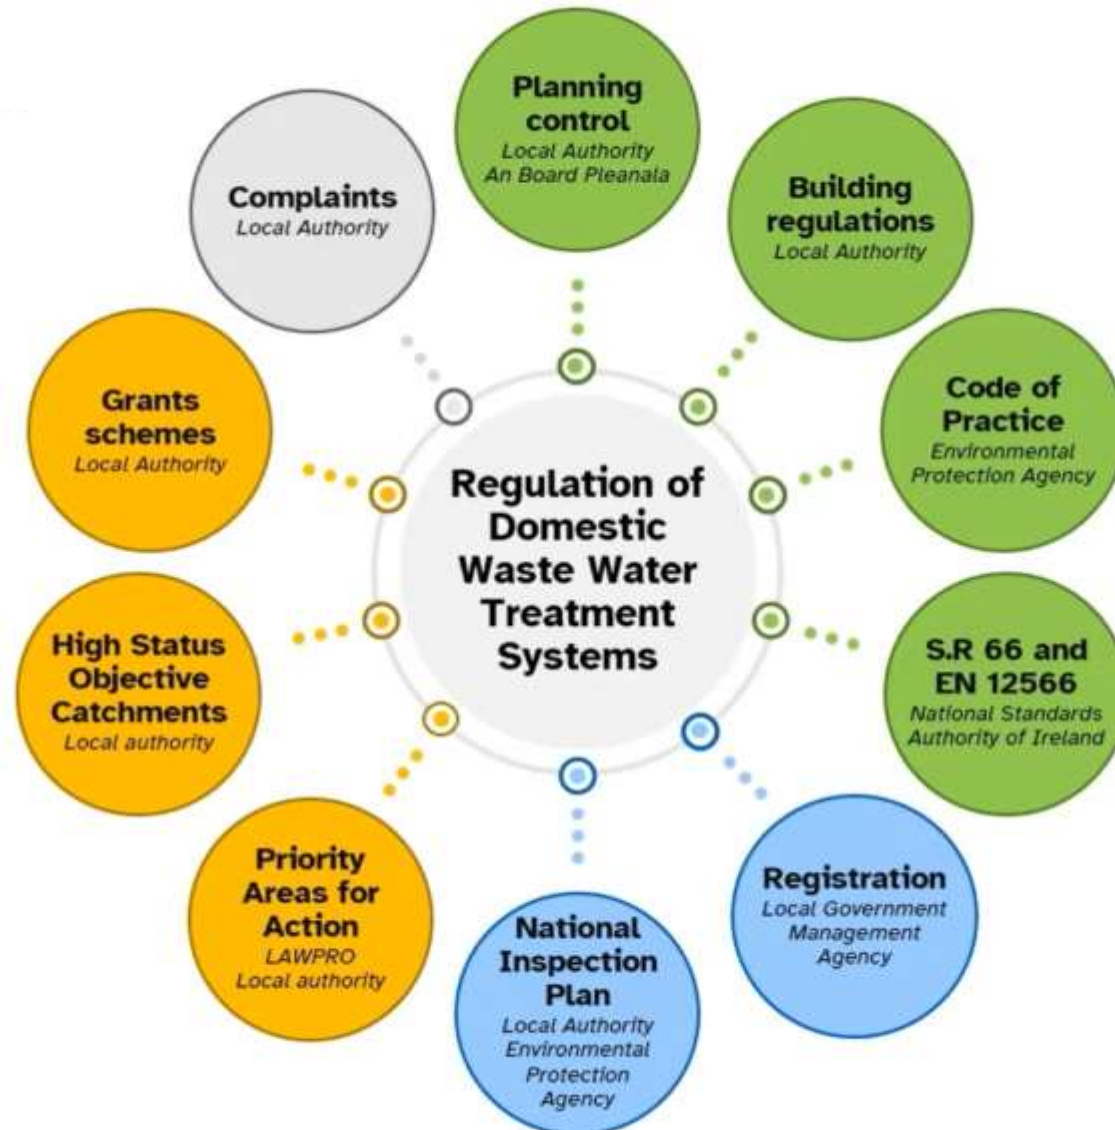 Planning
control
Local Authority
An Board Pleanala
Building
regulations
Local Authority
Code of
Practice
Environmental
Protection Agency
S.R 66 and
EN 12566
National Standards
Authority of Ireland
Registration
Local Government
Management
Agency
National
Inspection
Plan
Local Authority
Environmental
Protection
Agency
Priority
Areas for
Action
LAWPRO
Local authority
High Status
Objective
Catchments
Local authority
Grants
schemes
Local Authority
Complaints
Local Authority
Regulation of
Domestic
Waste Water
Treatment
Systems